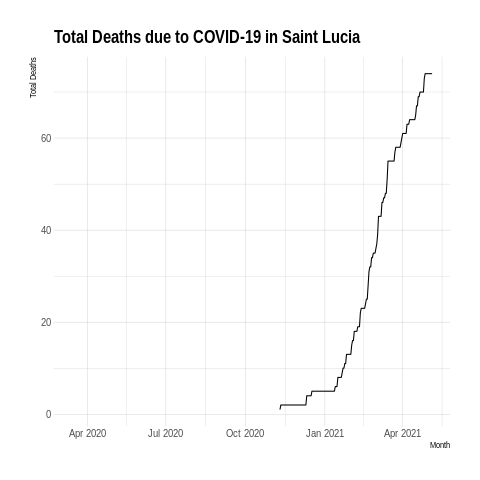 Total Deaths due to COVID-19 in Saint Lucia
Total Deaths
60
40
20
0
Apr 2020 Jul 2020 Oct 2020 Jan 2021 Apr 2021
Month